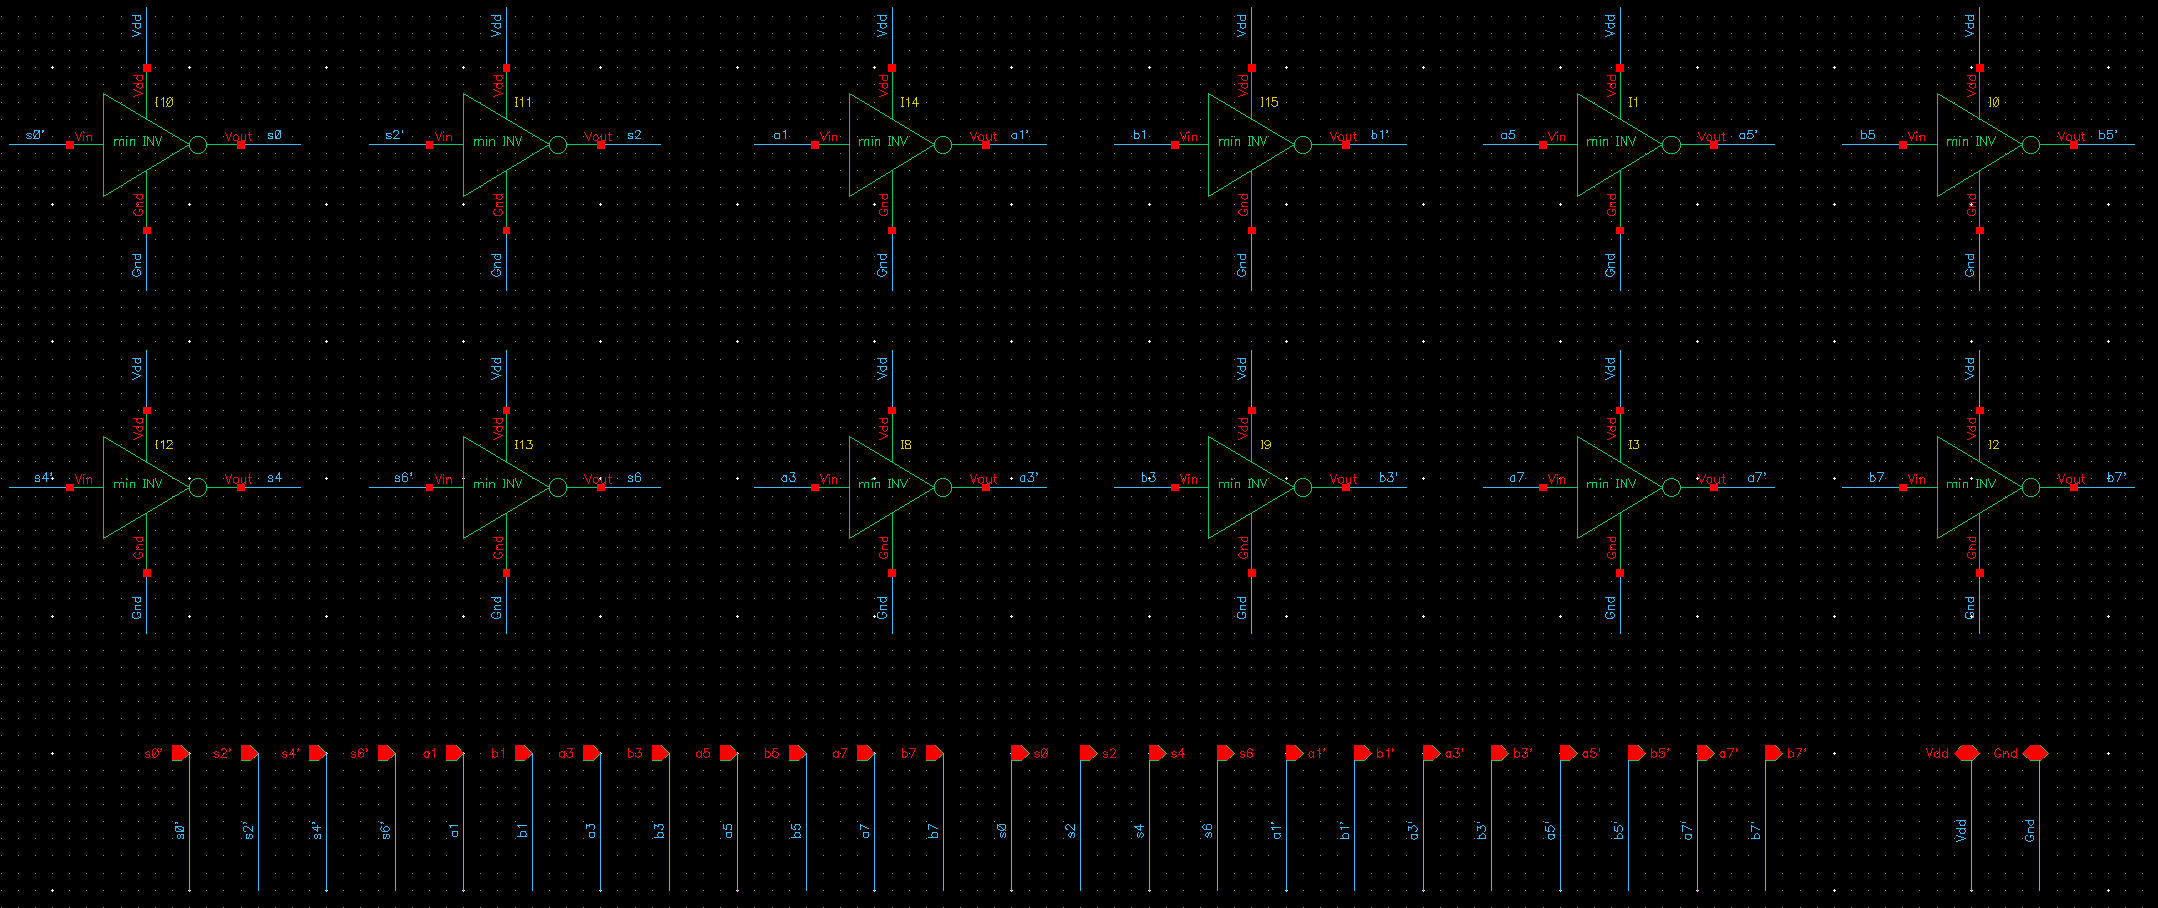 Vdd Vdd Vdd Vdd Vdd Vdd
Vdd Vdd Vdd Vdd Vdd Vdd
I10 I11 I14 I15 I1 I0
s0' Vin min INV Vout s0 s2' Vin min INV Vout s2 a1 Vin min INV Vout a1' b1 Vin min INV Vout b1' a5 Vin min INV Vout a5' b5 Vin min INV Vout b5'
Gnd Gnd Gnd Gnd Gnd Gnd
Gnd Gnd Gnd Gnd Gnd Gnd
Vdd Vdd Vdd Vdd Vdd Vdd
Vdd Vdd Vdd Vdd Vdd Vdd
I12 I13 I8 I9 I3 I2
s4' Vin min INV Vout s4 s6' Vin min INV Vout s6 a3 Vin min INV Vout a3' b3 Vin min INV Vout b3' a7 Vin min INV Vout a7' b7 Vin min INV Vout b7'
Gnd Gnd Gnd Gnd Gnd Gnd
Gnd Gnd Gnd Gnd Gnd Gnd
s0' s2' s4' s6' a1 b1 a3 b3 a5 b5 a7 b7 s0 s2 s4 s6 a1' b1' a3' b3' a5' b5' a7' b7' Vdd Gnd
s0' s2' s4' s6' a1 b1 a3 b3 a5 b5 a7 b7 s0 s2 s4 s6 a1' b1' a3' b3' a5' b5' a7' b7' Vdd Gnd